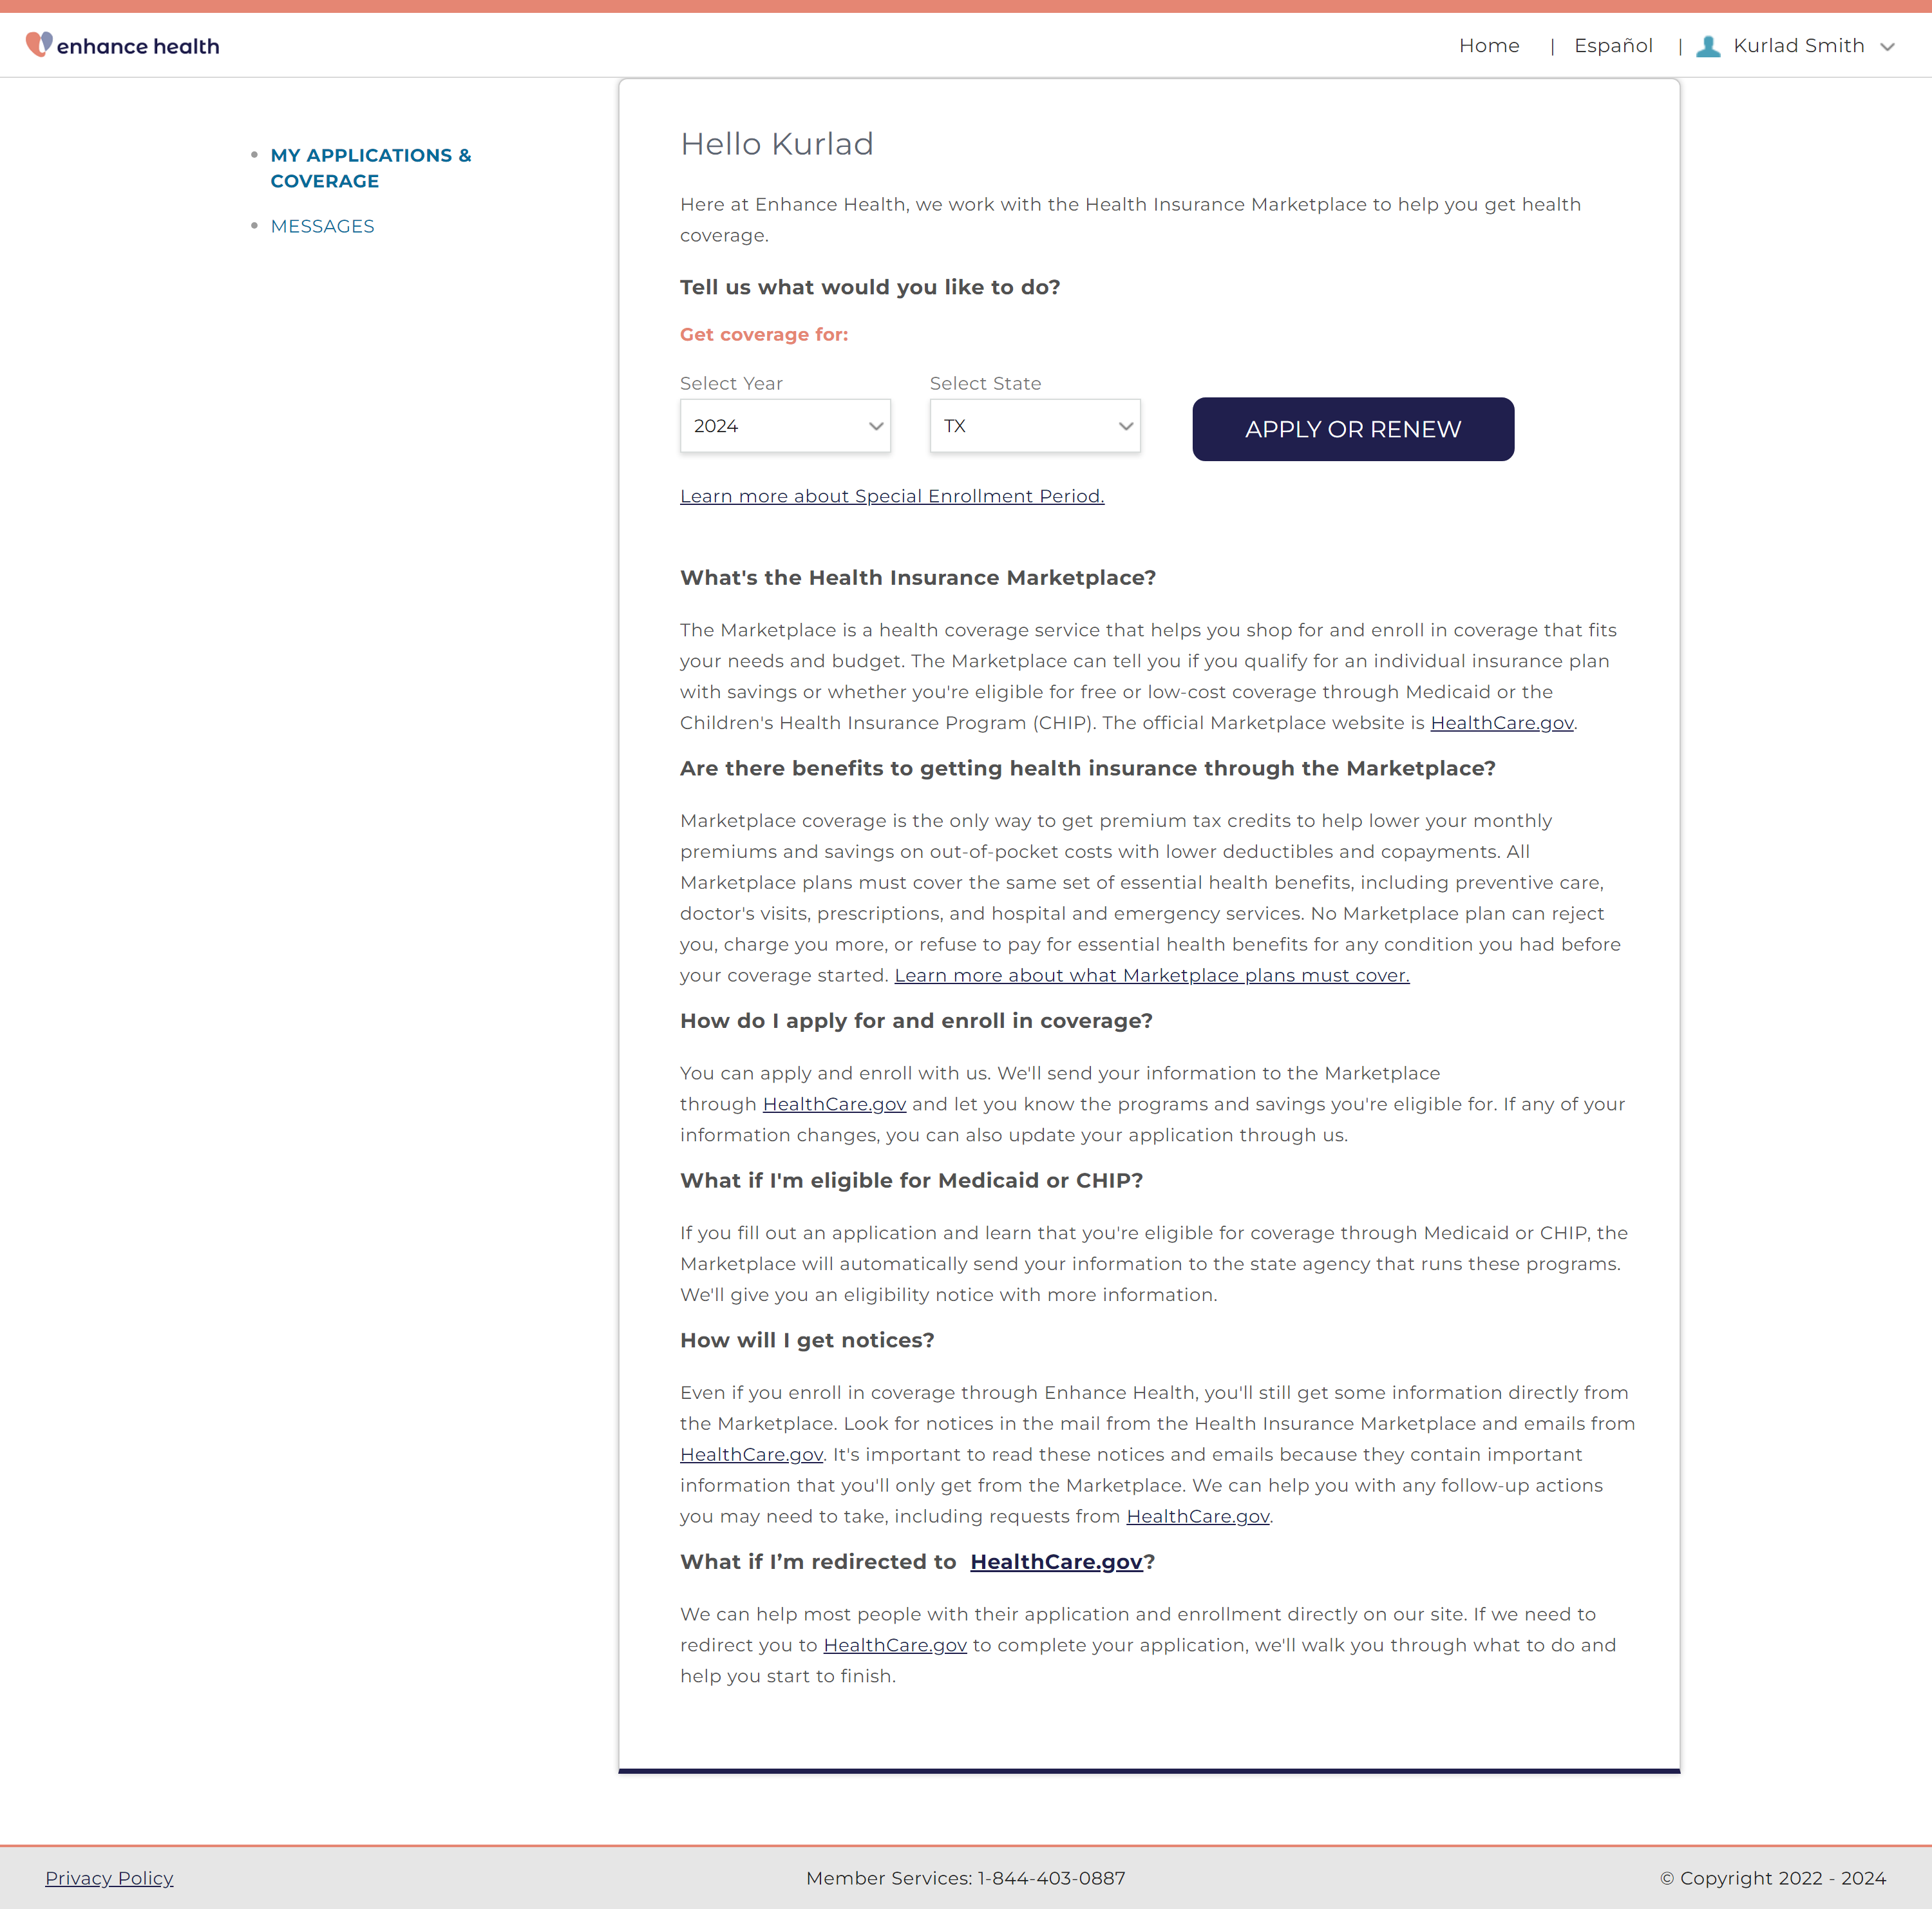 enhance health
Home | Español | Kurlad Smith
MY APPLICATIONS &
COVERAGE
MESSAGES
Hello Kurlad
Here at Enhance Health, we work with the Health Insurance Marketplace to help you get health
coverage.
Tell us what would you like to do?
Get coverage for:
Select Year
2024
Select State
TX
APPLY OR RENEW
Learn more about Special Enrollment Period.
What's the Health Insurance Marketplace?
The Marketplace is a health coverage service that helps you shop for and enroll in coverage that fits
your needs and budget. The Marketplace can tell you if you qualify for an individual insurance plan
with savings or whether you're eligible for free or low-cost coverage through Medicaid or the
Children's Health Insurance Program (CHIP). The official Marketplace website is HealthCare.gov.
Are there benefits to getting health insurance through the Marketplace?
Marketplace coverage is the only way to get premium tax credits to help lower your monthly
premiums and savings on out-of-pocket costs with lower deductibles and copayments. All
Marketplace plans must cover the same set of essential health benefits, including preventive care,
doctor's visits, prescriptions, and hospital and emergency services. No Marketplace plan can reject
you, charge you more, or refuse to pay for essential health benefits for any condition you had before
your coverage started. Learn more about what Marketplace plans must cover.
How do I apply for and enroll in coverage?
You can apply and enroll with us. We'll send your information to the Marketplace
through HealthCare.gov and let you know the programs and savings you're eligible for. If any of your
information changes, you can also update your application through us.
What if I'm eligible for Medicaid or CHIP?
If you fill out an application and learn that you're eligible for coverage through Medicaid or CHIP, the
Marketplace will automatically send your information to the state agency that runs these programs.
We'll give you an eligibility notice with more information.
How will I get notices?
Even if you enroll in coverage through Enhance Health, you'll still get some information directly from
the Marketplace. Look for notices in the mail from the Health Insurance Marketplace and emails from
HealthCare.gov. It's important to read these notices and emails because they contain important
information that you'll only get from the Marketplace. We can help you with any follow-up actions
you may need to take, including requests from HealthCare.gov.
What if I’m redirected to HealthCare.gov?
We can help most people with their application and enrollment directly on our site. If we need to
redirect you to HealthCare.gov to complete your application, we'll walk you through what to do and
help you start to finish.
Privacy Policy
Member Services: 1-844-403-0887
© Copyright 2022 - 2024